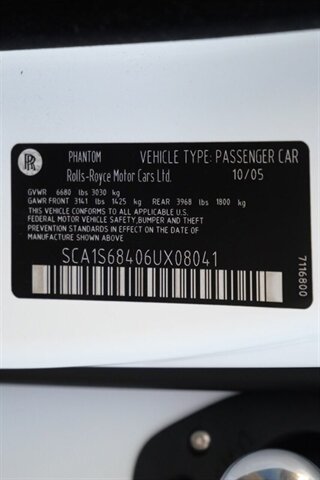 RR PHANTOM VEHICLE TYPE: PASSENGER CAR
Rolls-Royce Motor Cars Ltd. 10/05
GVWR 6680 lbs 3030 kg
GAWR FRONT 3141 lbs 1425 kg REAR 3968 lbs 1800 kg
THIS VEHICLE CONFORMS TO ALL APPLICABLE
FEDERAL MOTOR VEHICLE SAFETY,BUMPER AND THEFT
PREVENTION STANDARDS IN EFFECT ON THE DATE
OF MANUFACTURE SHOWN ABOVE.
SCA1S68406UX08041
7116800